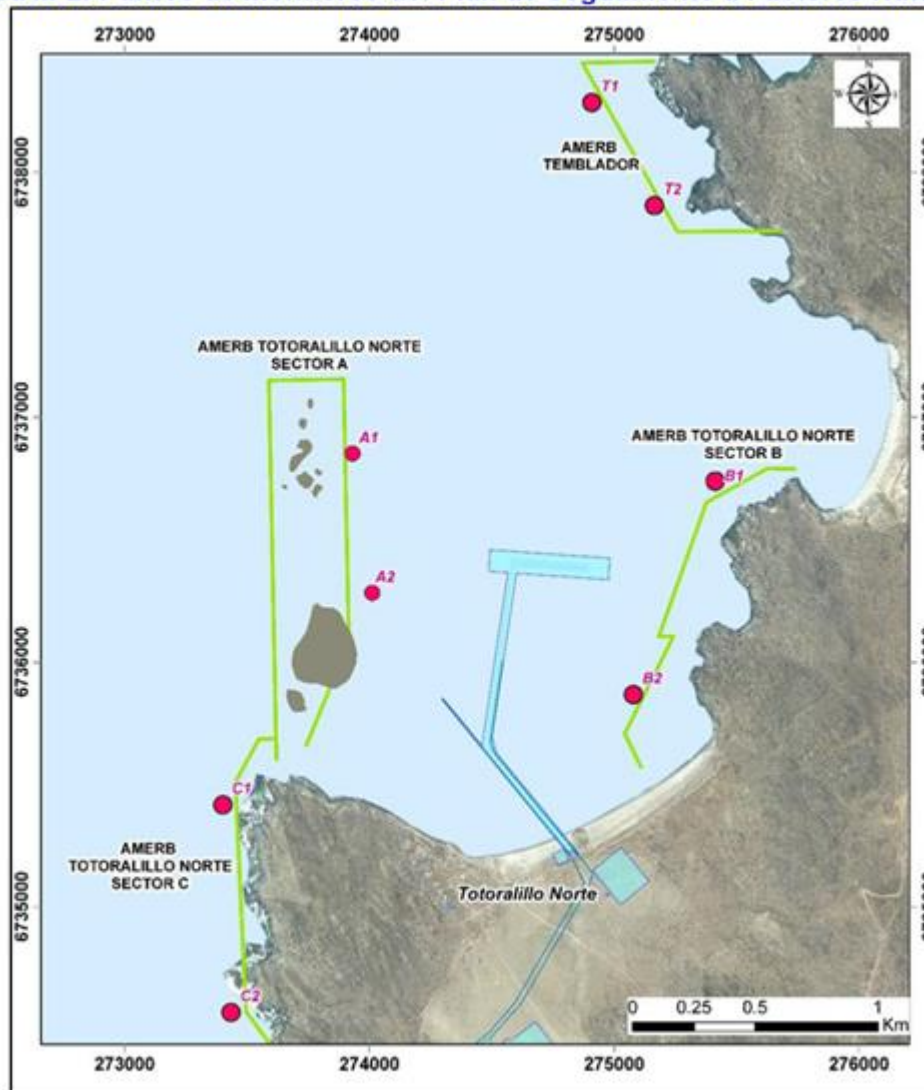 273000 274000 275000 276000
N
W
S
T1
AMERB
TEMBLADOR
6738000
T2
AMERB TOTORALILLO NORTE
SECTOR A
6737000
A1
AMERB TOTORALILLO NORTE
SECTOR B
B1
A2
6736000
B2
C1
AMERB
TOTORALILLO NORTE
SECTOR C
Totoralillo Norte
6735000
C2
0 0.25 0.5 1
Km
273000 274000 275000 276000